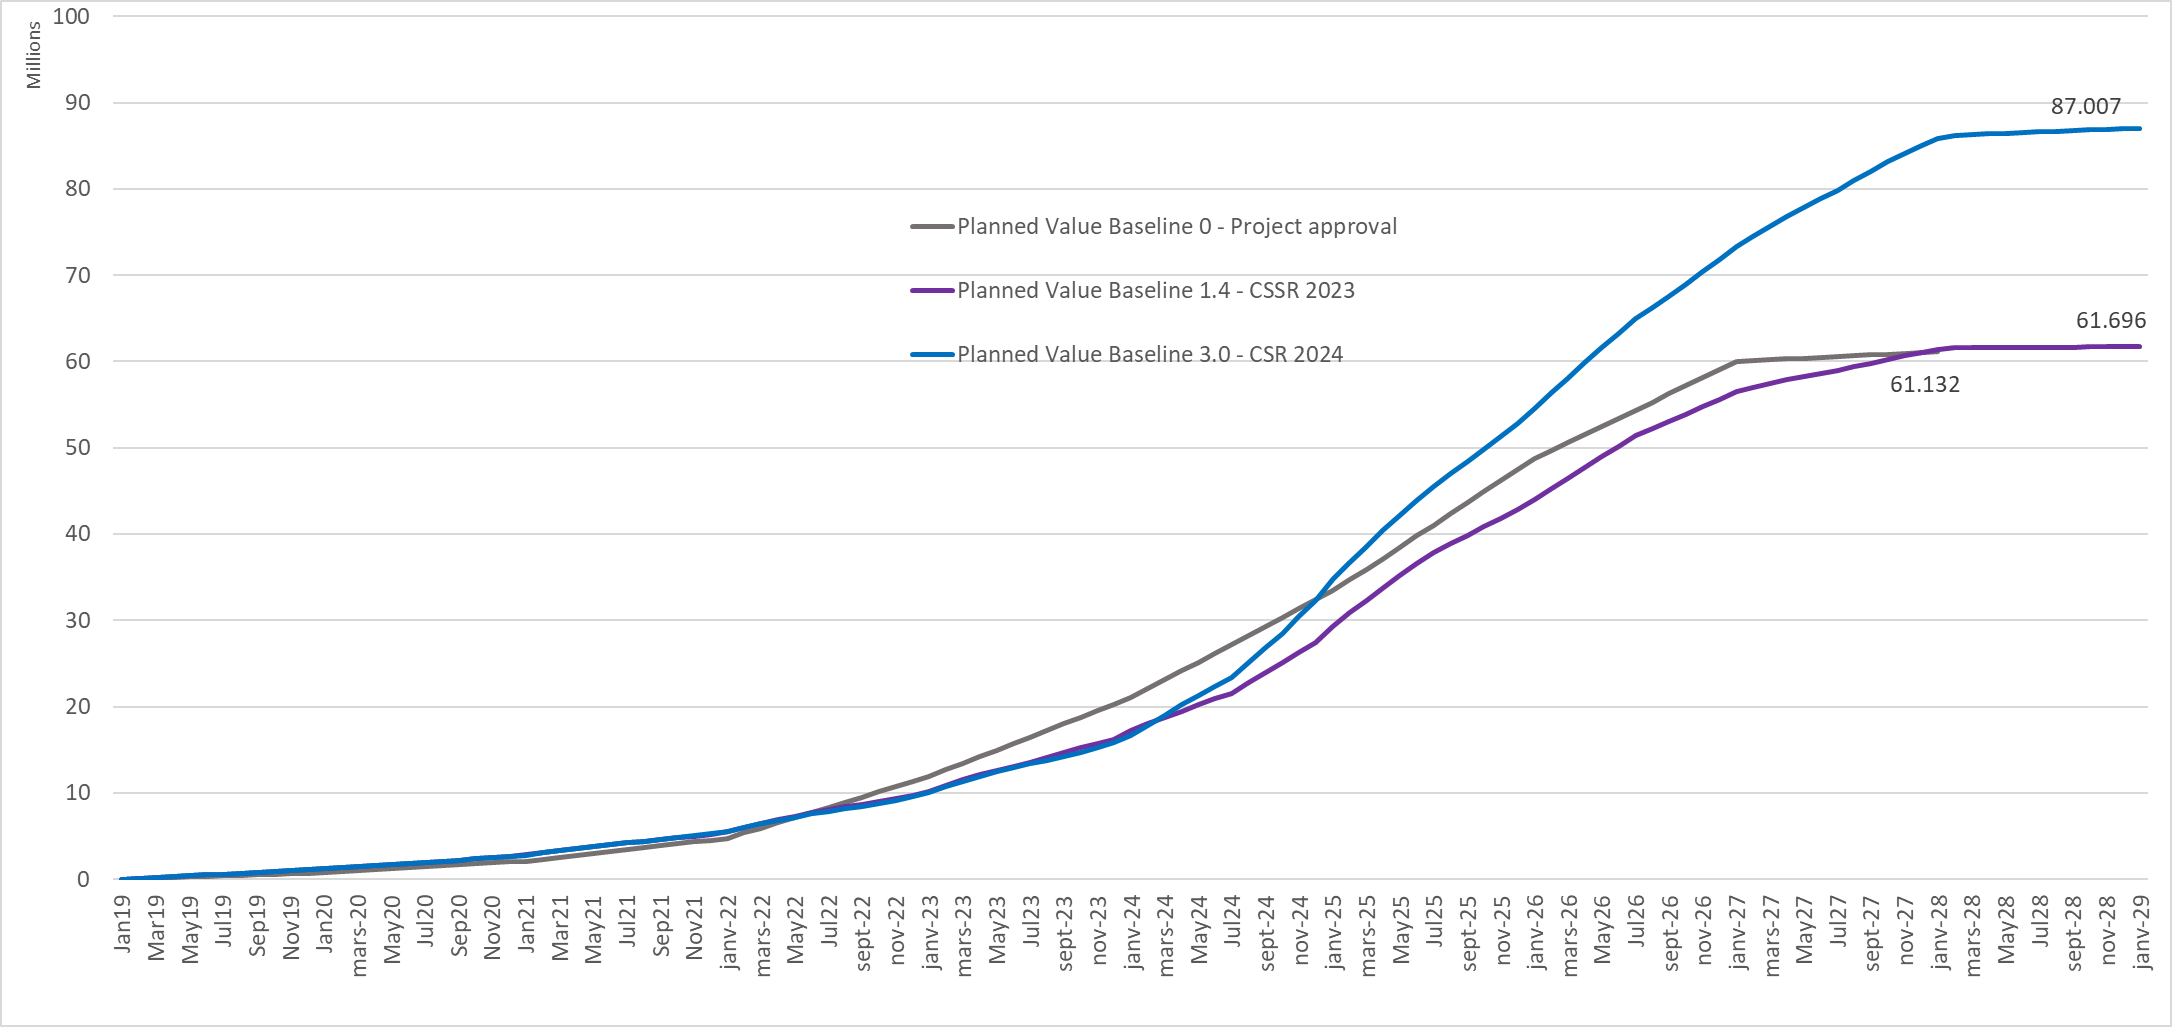 Millions
100
90
80
70
60
50
40
30
20
10
0
87.007
Planned Value Baseline 0 - Project approval
Planned Value Baseline 1.4 - CSSR 2023
61.696
Planned Value Baseline 3.0 - CSR 2024
61.132
Jan19
Mar19
May19
Jul19
Sep19
Nov19
Jan20
mars-20
May20
Jul20
Sep20
Nov20
Jan21
Mar21
May21
Jul21
Sep21
Nov21
janv-22
mars-22
May22
Jul22
sept-22
nov-22
janv-23
mars-23
May23
Jul23
sept-23
nov-23
janv-24
mars-24
May24
Jul24
sept-24
nov-24
janv-25
mars-25
May25
Jul25
sept-25
nov-25
janv-26
mars-26
May26
Jul26
sept-26
nov-26
janv-27
mars-27
May27
Jul27
sept-27
nov-27
janv-28
mars-28
May28
Jul28
sept-28
nov-28
janv-29